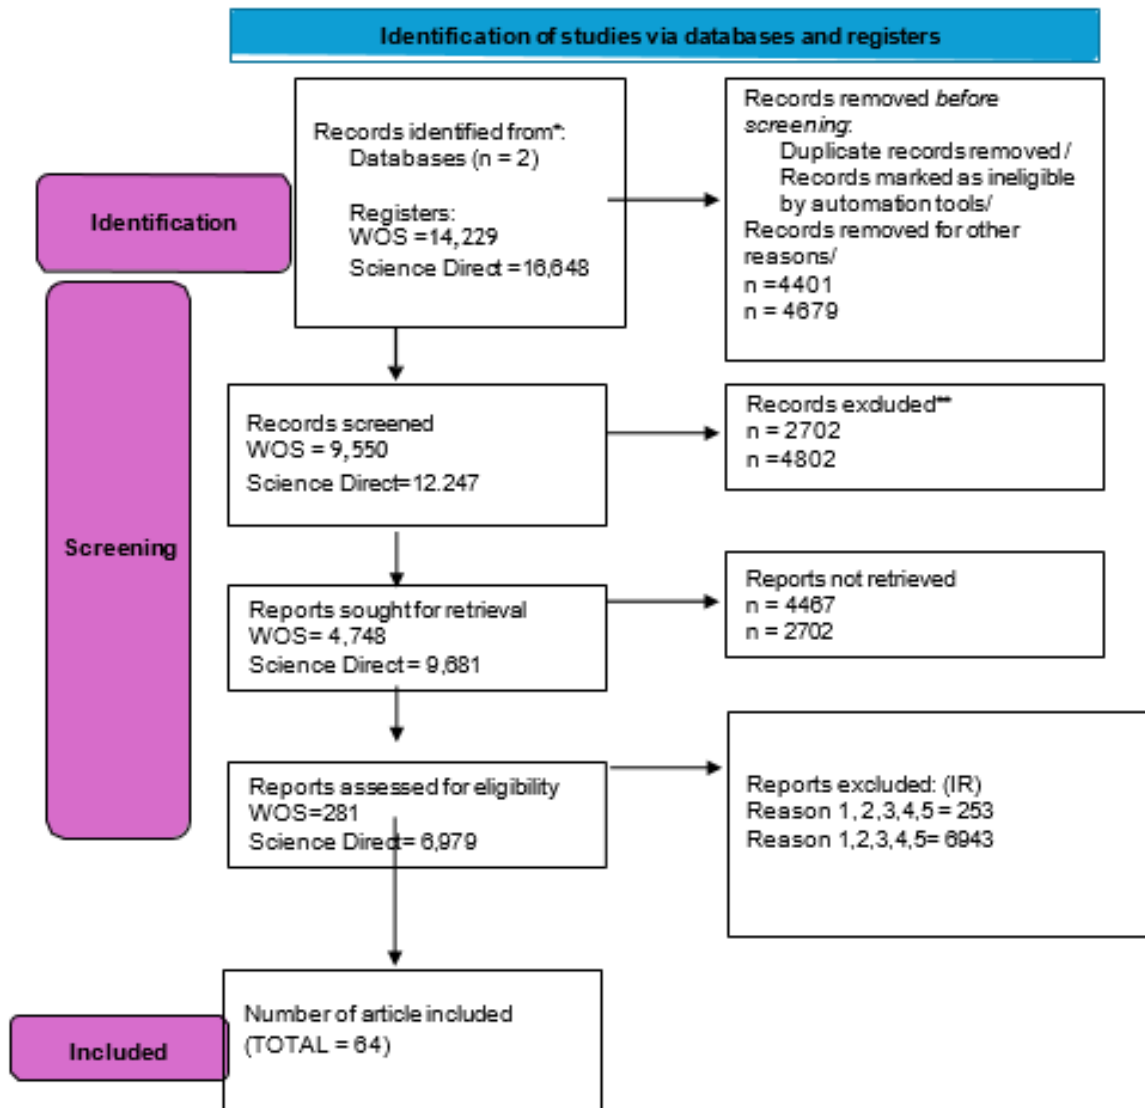 Identification of studies via databases and registers
Identification
Records identified from*:
Databases (n = 2)
Registers:
WOS =14,229
Science Direct =16,648
Records removed before
screening:
Duplicate records removed /
Records marked as ineligible
by automation tools/
Records removed for other
reasons/
n =4401
n = 4679
Screening
Records screened
WOS = 9,550
Science Direct=12.247
Records excluded**
n = 2702
n =4802
Reports sought for retrieval
WOS= 4,748
Science Direct = 9,681
Reports not retrieved
n = 4467
n = 2702
Reports assessed for eligibility
WOS=281
Science Direct= 6,979
Reports excluded: (IR)
Reason 1, 2,3,4,5 = 253
Reason 1,2,3,4,5= 6943
Included
Number of article included
(TOTAL = 64)